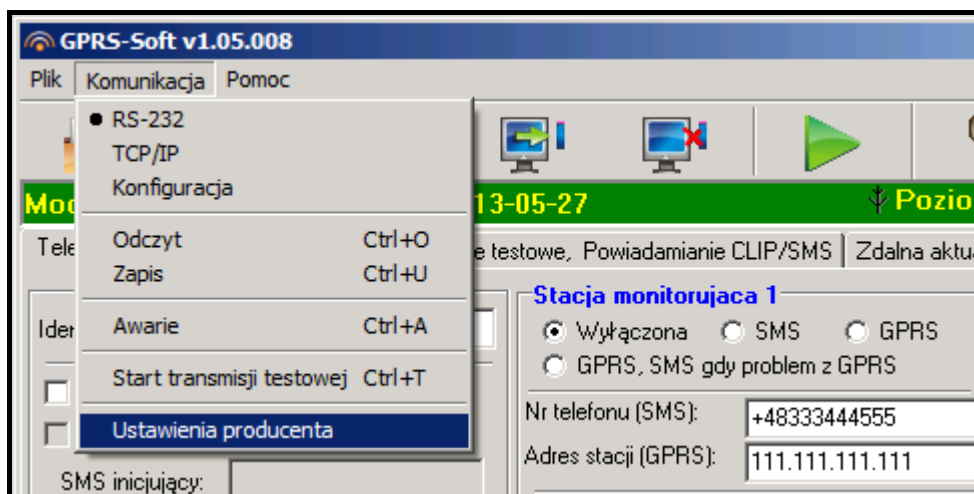 GPRS-Soft v1.05.008
Plik Komunikacja Pomoc
RS-232
TCP/IP
Konfiguracja
Odczyt Ctrl+O
Zapis Ctrl+U
Awarie Ctrl+A
Start transmisji testowej Ctrl+T
Ustawienia producenta
13-05-27
testowe, Powiadamianie CLIP/SMS
Zdalna
Stacja monitorujaca 1
Wyłączona SMS GPRS
GPRS, SMS gdy problem z GPRS
Nr telefonu (SMS): +48333444555
Adres stacji (GPRS): 111.111.111.111
SMS inicjujący: